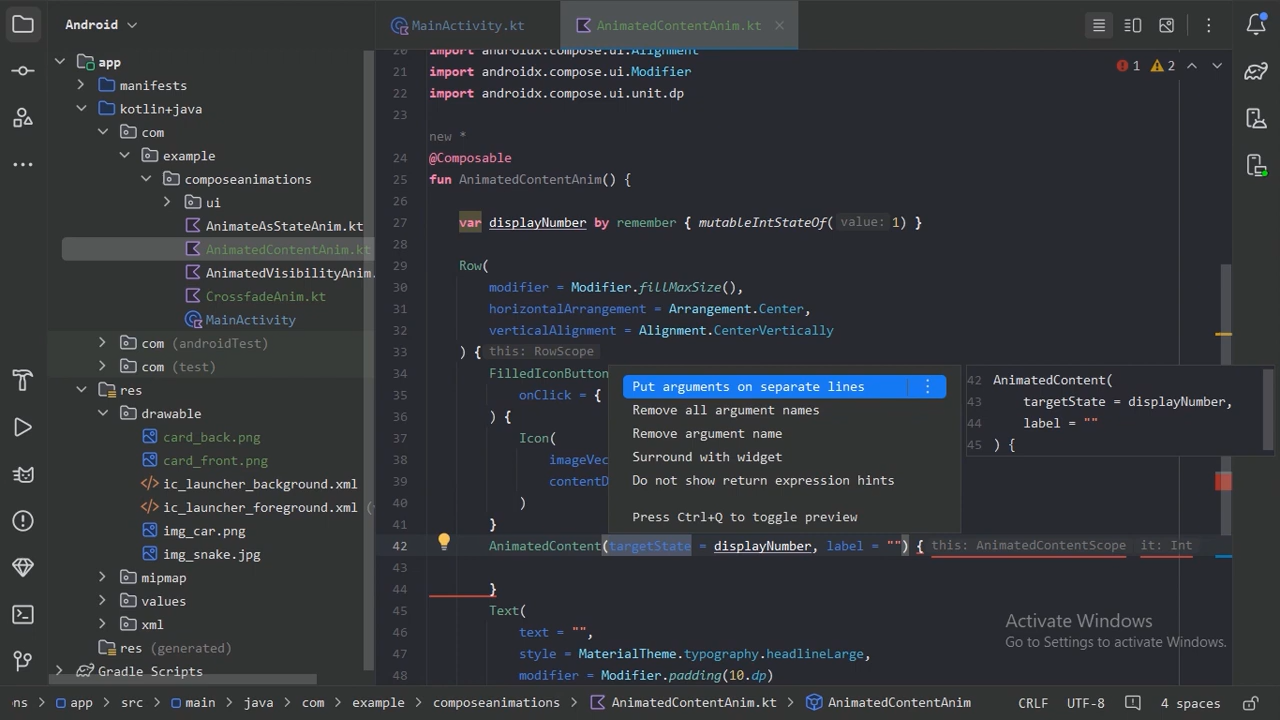 Android
MainActivity.kt
AnimatedContentAnim.kt
app
manifests
kotlin+java
com
example
composeanimations
ui
AnimateAsStateAnim.kt
AnimatedContentAnim.kt
AnimatedVisibilityAnim.
CrossfadeAnim.kt
MainActivity
com (androidTest)
com (test)
res
drawable
card_back.png
card_front.png
ic_launcher_background.xml
ic_launcher_foreground.xml (
img_car.png
img_snake.jpg
mipmap
values
xml
res (generated)
Gradle Scripts
1 2
20 import androidx.compose.ui.Alignment
21 import androidx.compose.ui.Modifier
22 import androidx.compose.ui.unit.dp
23
new *
24 @Composable
25 fun AnimatedContentAnim() {
26
27 var displayNumber by remember { mutableIntStateOf( value: 1) }
28
29 Row(
30 modifier = Modifier.fillMaxSize(),
31 horizontalArrangement = Arrangement.Center,
32 verticalAlignment = Alignment.CenterVertically
33 ) { this: RowScope
34 FilledIconButton
35 onClick = {
36 ) {
37 Icon(
38 imageVec
39 contentD
40 )
41 }
42 AnimatedContent(targetState = displayNumber, label = "") { this: AnimatedContentScope it: Int
43
44 }
45 Text(
46 text = "",
47 style = MaterialTheme.typography.headlineLarge,
48 modifier = Modifier.padding(10.dp)
Put arguments on separate lines
Remove all argument names
Remove argument name
Surround with widget
Do not show return expression hints
Press Ctrl+Q to toggle preview
42 AnimatedContent(
43 targetState = displayNumber,
44 label = ""
45 ) {
Activate Windows
Go to Settings to activate Windows.
ons > app > src > main > java > com > example > composeanimations > AnimatedContentAnim.kt > AnimatedContentAnim
CRLF UTF-8 4 spaces